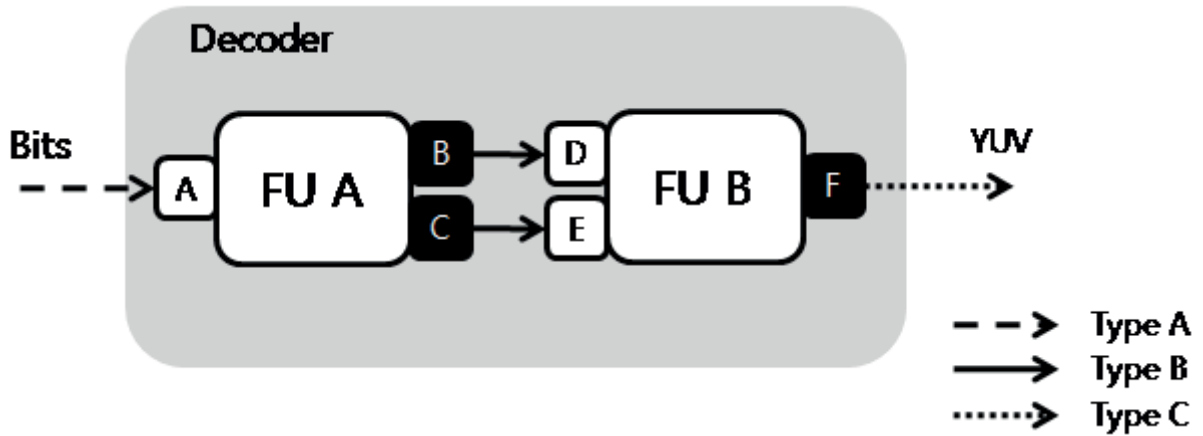 Decoder
Bits
YUV
A
FU A
B
C
D
E
FU B
F
Type A
Type B
Type C